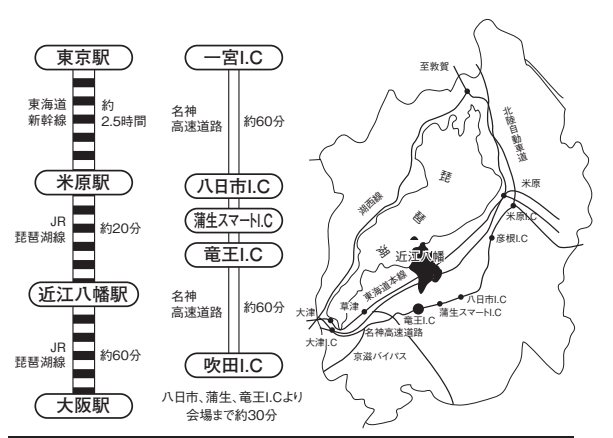 東京駅
東海道
新幹線
約
2.5時間
米原駅
JR
琵琶湖線
約20分
近江八幡駅
JR
琵琶湖線
約60分
大阪駅
一宮I.C
名神
高速道路
約60分
八日市I.C
蒲生スマートI.C
竜王I.C
名神
高速道路
約60分
吹田I.C
八日市、蒲生、竜王I.Cより
会場まで約30分
至敦賀
北陸自動車道
湖西線
琵琶湖
米原
米原I.C
彦根I.C
近江八幡
東海道本線
八日市I.C
蒲生スマートI.C
竜王I.C
草津
大津
大津I.C
名神高速道路
京滋バイパス